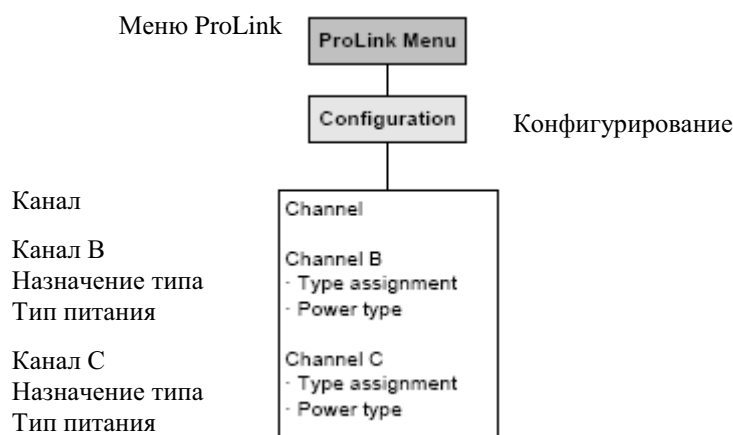 Меню ProLink
ProLink Menu
Configuration
Конфигурирование
Канал
Channel
Канал B
Назначение типа
Тип питания
Channel B
· Type assignment
· Power type
Канал C
Назначение типа
Тип питания
Channel C
· Type assignment
· Power type